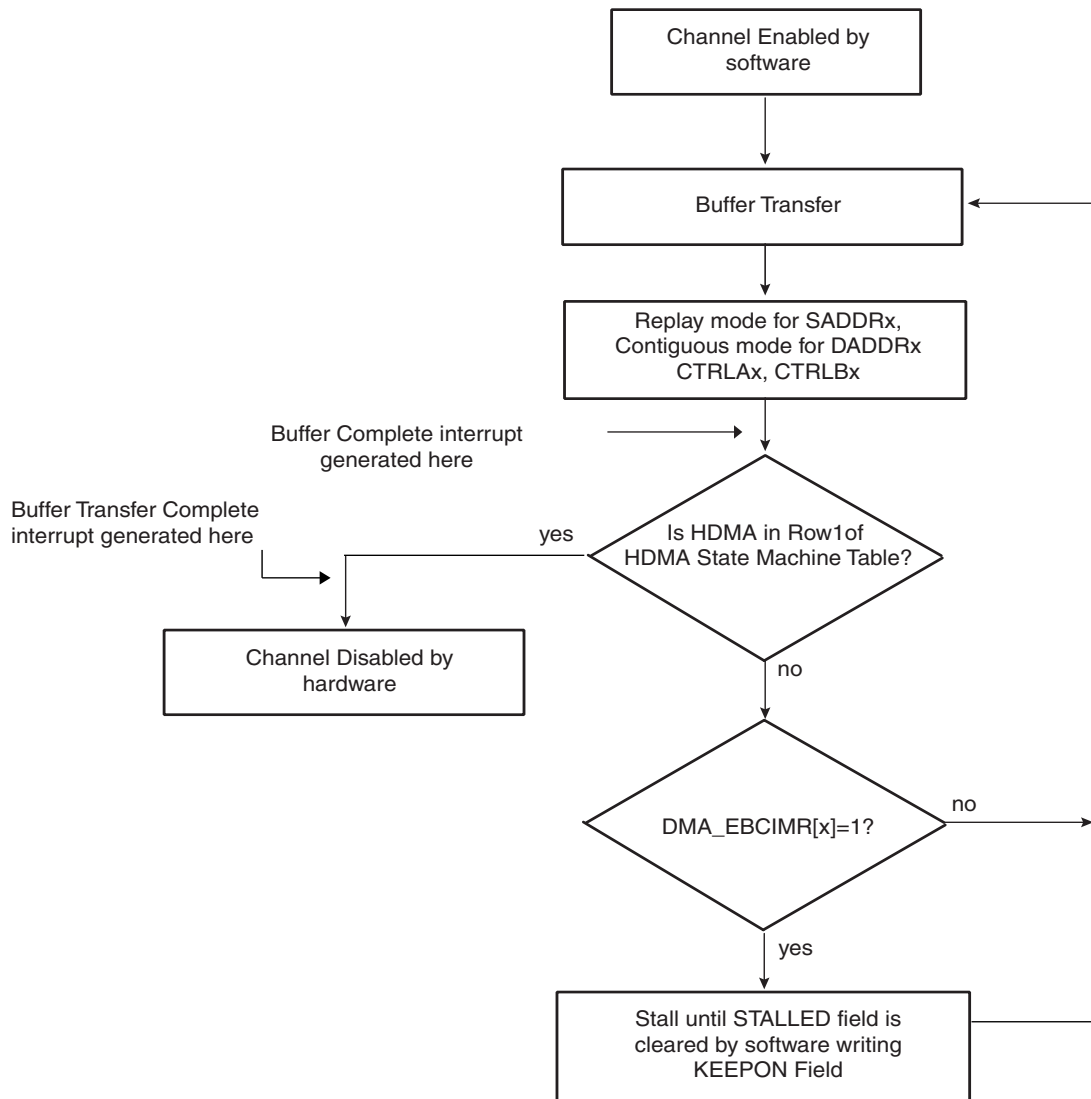 Channel Enabled by
software
Buffer Transfer
Replay mode for SADDRx,
Contiguous mode for DADDRx
CTRLAx, CTRLBx
Buffer Complete interrupt
generated here
Buffer Transfer Complete
interrupt generated here
yes
Is HDMA in Row1of
HDMA State Machine Table?
Channel Disabled by
hardware
no
DMA_EBCIMR[x]=1?
no
yes
Stall until STALLED field is
cleared by software writing
KEEPON Field